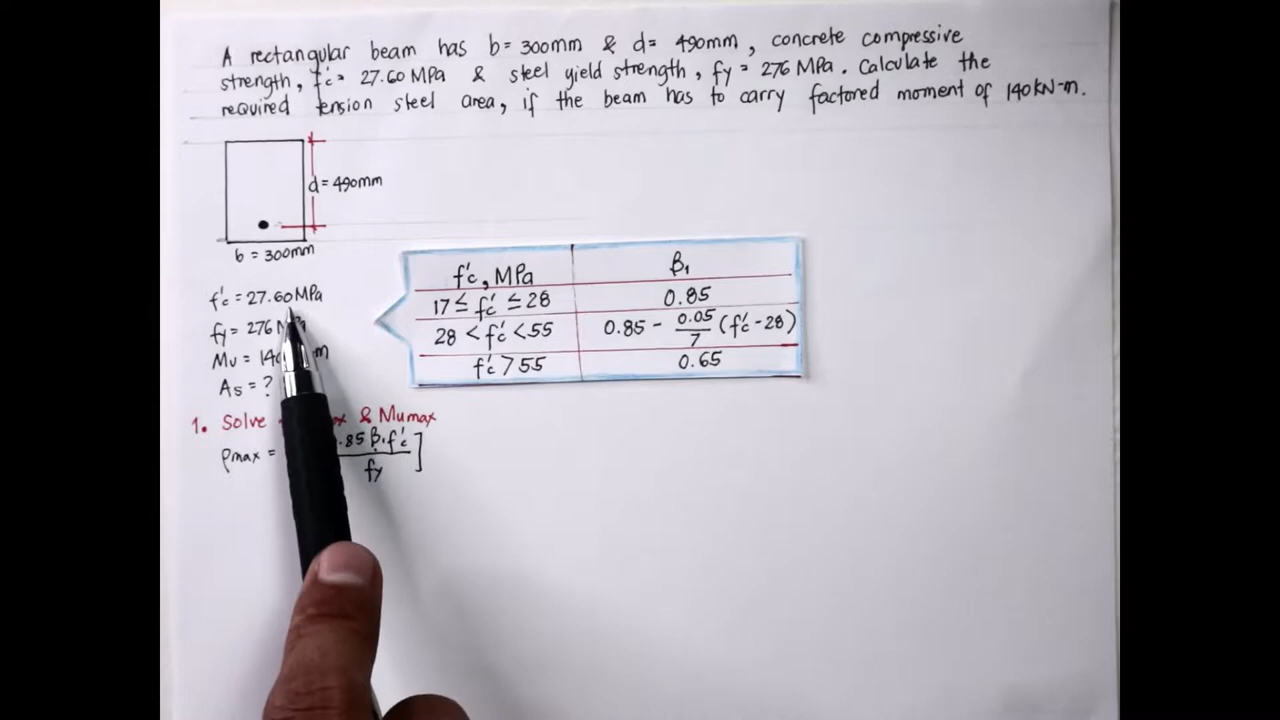 A rectangular beam has b= 300mm & d= 490mm, concrete compressive
strength, f'c= 27.60 MPa & steel yield strength, fy = 276 MPa. Calculate the
required tension steel area, if the beam has to carry factored moment of 140kN-m.
d = 490mm
b = 300mm
f'c, MPa β₁
17 ≤ f'c ≤ 28 0.85
28 < f'c < 55 0.85 - 0.05/7 (f'c - 28)
f'c > 55 0.65
f'c = 27.60MPa
fy = 276
Mu = m
As = ?
1. Solve & Mumax
ρmax = .85 β₁f'c / fy ]